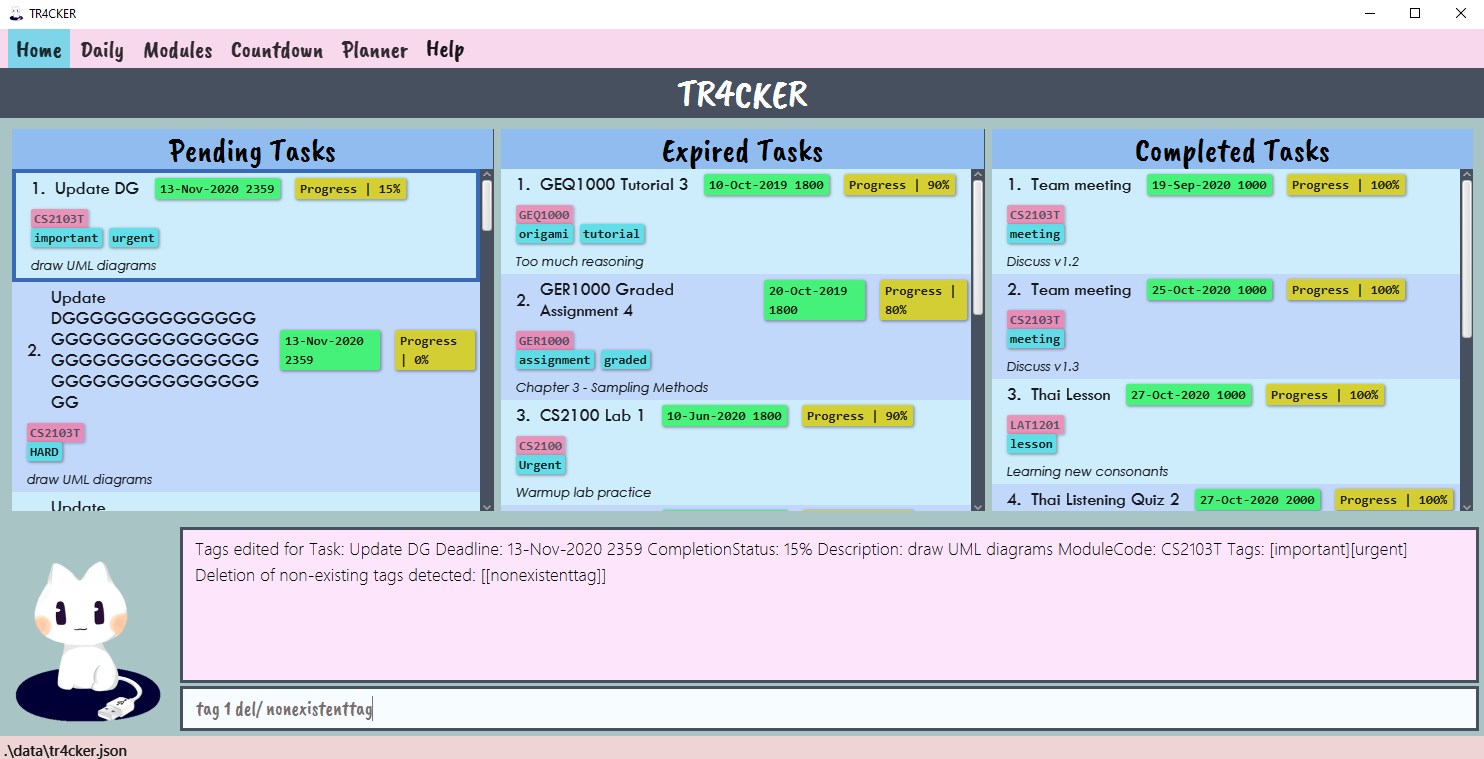 TR4CKER
Home Daily Modules Countdown Planner Help
TR4CKER
Pending Tasks
1. Update DG 13-Nov-2020 2359 Progress | 15%
CS2103T
important urgent
draw UML diagrams
2.
Update
DGGGGGGGGGGGGGG
GGGGGGGGGGGGGGG
GGGGGGGGGGGGGGG
GGGGGGGGGGGGGGG
GG
13-Nov-2020
2359
Progress
| 0%
CS2103T
HARD
draw UML diagrams
Update
Expired Tasks
1. GEQ1000 Tutorial 3 10-Oct-2019 1800 Progress | 90%
GEQ1000
origami tutorial
Too much reasoning
2.
GER1000 Graded
Assignment 4
20-Oct-2019
1800
Progress |
80%
GER1000
assignment graded
Chapter 3 - Sampling Methods
3. CS2100 Lab 1 10-Jun-2020 1800 Progress | 90%
CS2100
Urgent
Warmup lab practice
Completed Tasks
1. Team meeting 19-Sep-2020 1000 Progress | 100%
CS2103T
meeting
Discuss v1.2
2. Team meeting 25-Oct-2020 1000 Progress | 100%
CS2103T
meeting
Discuss v1.3
3. Thai Lesson 27-Oct-2020 1000 Progress | 100%
LAT1201
lesson
Learning new consonants
4. Thai Listening Quiz 2 27-Oct-2020 2000 Progress | 100%
Tags edited for Task: Update DG Deadline: 13-Nov-2020 2359 CompletionStatus: 15% Description: draw UML diagrams ModuleCode: CS2103T Tags: [important][urgent]
Deletion of non-existing tags detected: [[nonexistenttag]]
tag 1 del/ nonexistenttag
.\data\tr4cker.json